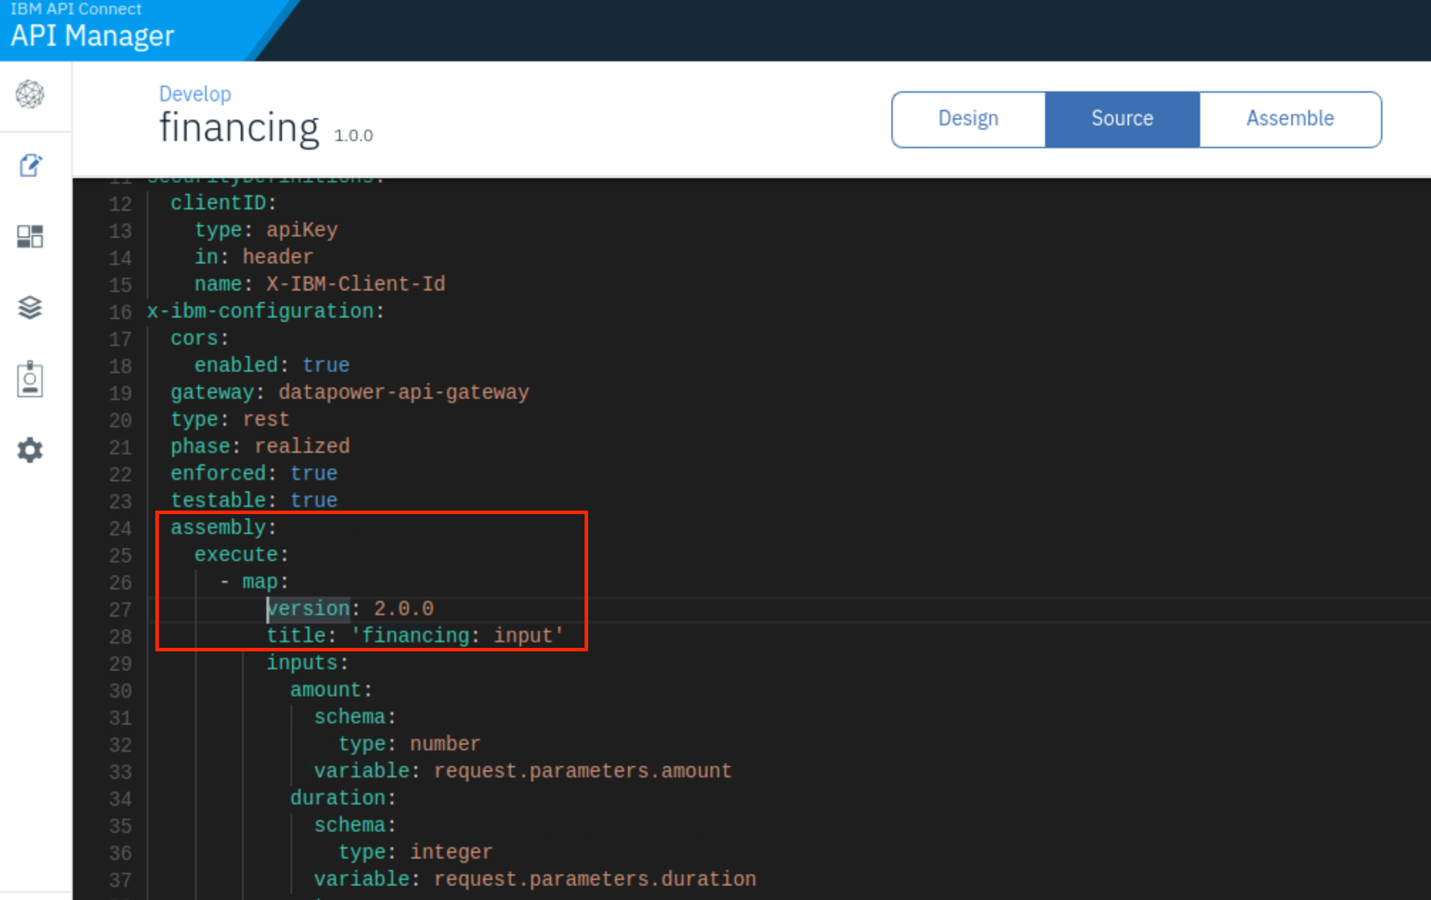 IBM API Connect
API Manager
Develop
financing 1.0.0
Design Source Assemble
11 securityDefinitions:
12 clientID:
13 type: apiKey
14 in: header
15 name: X-IBM-Client-Id
16 x-ibm-configuration:
17 cors:
18 enabled: true
19 gateway: datapower-api-gateway
20 type: rest
21 phase: realized
22 enforced: true
23 testable: true
24 assembly:
25 execute:
26 - map:
27 version: 2.0.0
28 title: 'financing: input'
29 inputs:
30 amount:
31 schema:
32 type: number
33 variable: request.parameters.amount
34 duration:
35 schema:
36 type: integer
37 variable: request.parameters.duration